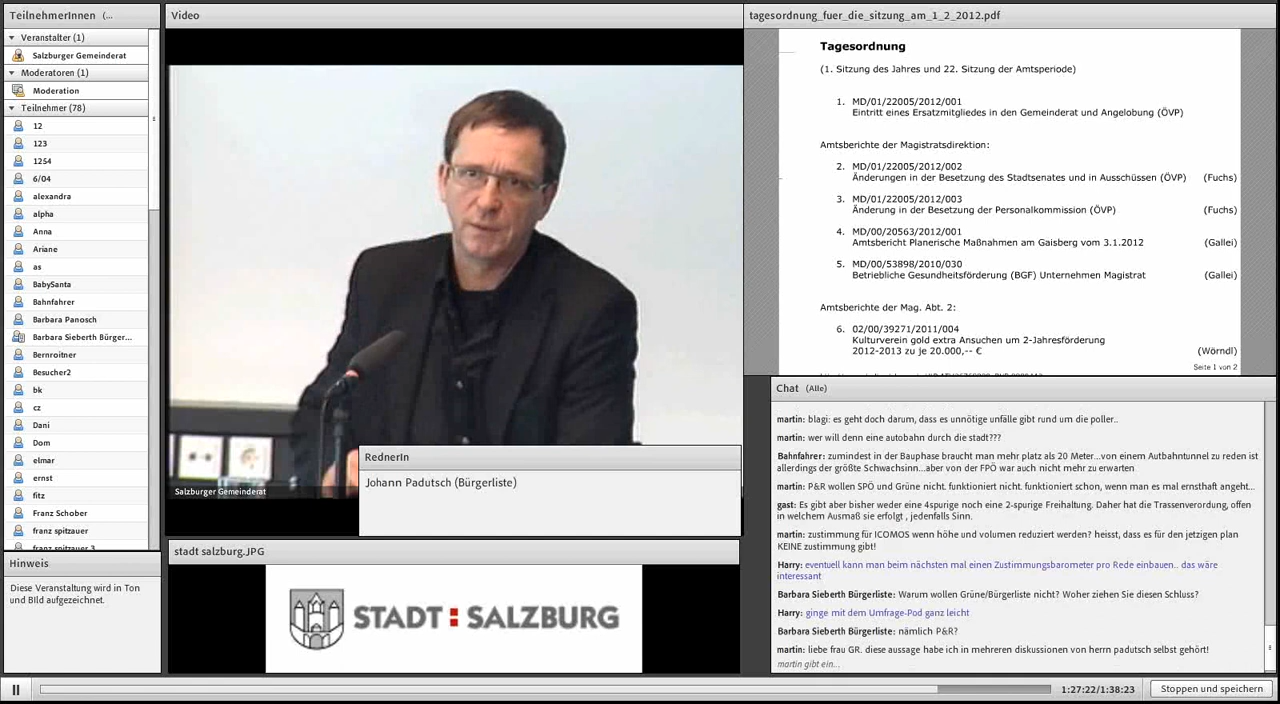 TeilnehmerInnen (...
Veranstalter (1)
Salzburger Gemeinderat
Moderatoren (1)
Moderation
Teilnehmer (78)
12
123
1254
6/04
alexandra
alpha
Anna
Ariane
as
BabySanta
Bahnfahrer
Barbara Panosch
Barbara Sieberth Bürger...
Bernroitner
Besucher2
bk
cz
Dani
Dom
elmar
ernst
fitz
Franz Schober
franz spitzauer
franz spitzauer 3
Hinweis
Diese Veranstaltung wird in Ton
und BIld aufgezeichnet.
Video
Salzburger Gemeinderat
RednerIn
Johann Padutsch (Bürgerliste)
stadt salzburg.JPG
STADT:SALZBURG
tagesordnung_fuer_die_sitzung_am_1_2_2012.pdf
Tagesordnung
(1. Sitzung des Jahres und 22. Sitzung der Amtsperiode)
1. MD/01/22005/2012/001
Eintritt eines Ersatzmitgliedes in den Gemeinderat und Angelobung (ÖVP)
Amtsberichte der Magistratsdirektion:
2. MD/01/22005/2012/002
Änderungen in der Besetzung des Stadtsenates und in Ausschüssen (ÖVP) (Fuchs)
3. MD/01/22005/2012/003
Änderung in der Besetzung der Personalkommission (ÖVP) (Fuchs)
4. MD/00/20563/2012/001
Amtsbericht Planerische Maßnahmen am Gaisberg vom 3.1.2012 (Gallei)
5. MD/00/53898/2010/030
Betriebliche Gesundheitsförderung (BGF) Unternehmen Magistrat (Gallei)
Amtsberichte der Mag. Abt. 2:
6. 02/00/39271/2011/004
Kulturverein gold extra Ansuchen um 2-Jahresförderung
2012-2013 zu je 20.000,-- € (Wörndl)
Seite 1 von 2
Chat (Alle)
martin: blagi: es geht doch darum, dass es unnötige unfälle gibt rund um die poller..
martin: wer will denn eine autobahn durch die stadt???
Bahnfahrer: zumindest in der Bauphase braucht man mehr platz als 20 Meter...von einem Autbahntunnel zu reden ist
allerdings der größte Schwachsinn...aber von der FPÖ war auch nicht mehr zu erwarten
martin: P&R wollen SPÖ und Grüne nicht. funktioniert nicht. funktioniert schon, wenn man es mal ernsthaft angeht...
gast: Es gibt aber bisher weder eine 4spurige noch eine 2-spurige Freihaltung. Daher hat die Trassenverordung, offen
in welchem Ausmaß sie erfolgt , jedenfalls Sinn.
martin: zustimmung für ICOMOS wenn höhe und volumen reduziert werden? heisst, dass es für den jetzigen plan
KEINE zustimmung gibt!
Harry: eventuell kann man beim nächsten mal einen Zustimmungsbarometer pro Rede einbauen.. das wäre
interessant
Barbara Sieberth Bürgerliste: Warum wollen Grüne/Bürgerliste nicht? Woher ziehen Sie diesen Schluss?
Harry: ginge mit dem Umfrage-Pod ganz leicht
Barbara Sieberth Bürgerliste: nämlich P&R?
martin: liebe frau GR. diese aussage habe ich in mehreren diskussionen von herrn padutsch selbst gehört!
martin gibt ein...
1:27:22/1:38:23
Stoppen und speichern